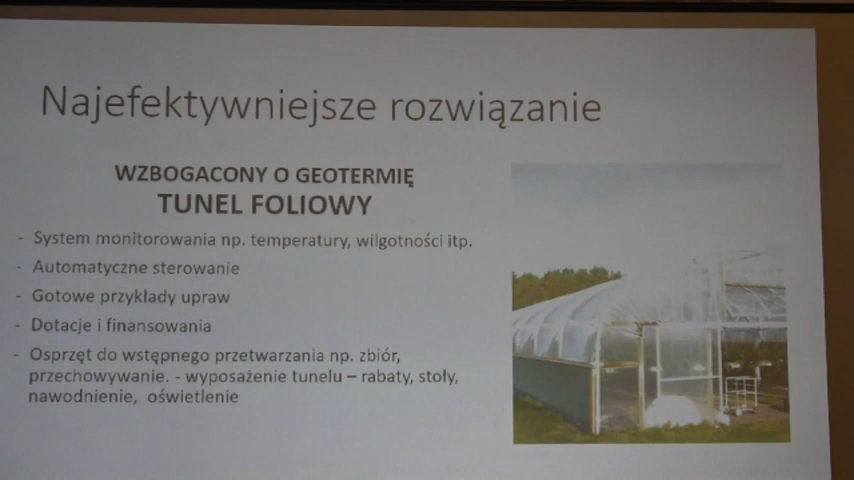 Najefektywniejsze rozwiązanie
WZBOGACONY O GEOTERMIĘ
TUNEL FOLIOWY
- System monitorowania np. temperatury, wilgotności itp.
- Automatyczne sterowanie
- Gotowe przykłady upraw
- Dotacje i finansowania
- Osprzęt do wstępnego przetwarzania np. zbiór,
przechowywanie. - wyposażenie tunelu – rabaty, stoły,
nawodnienie, oświetlenie